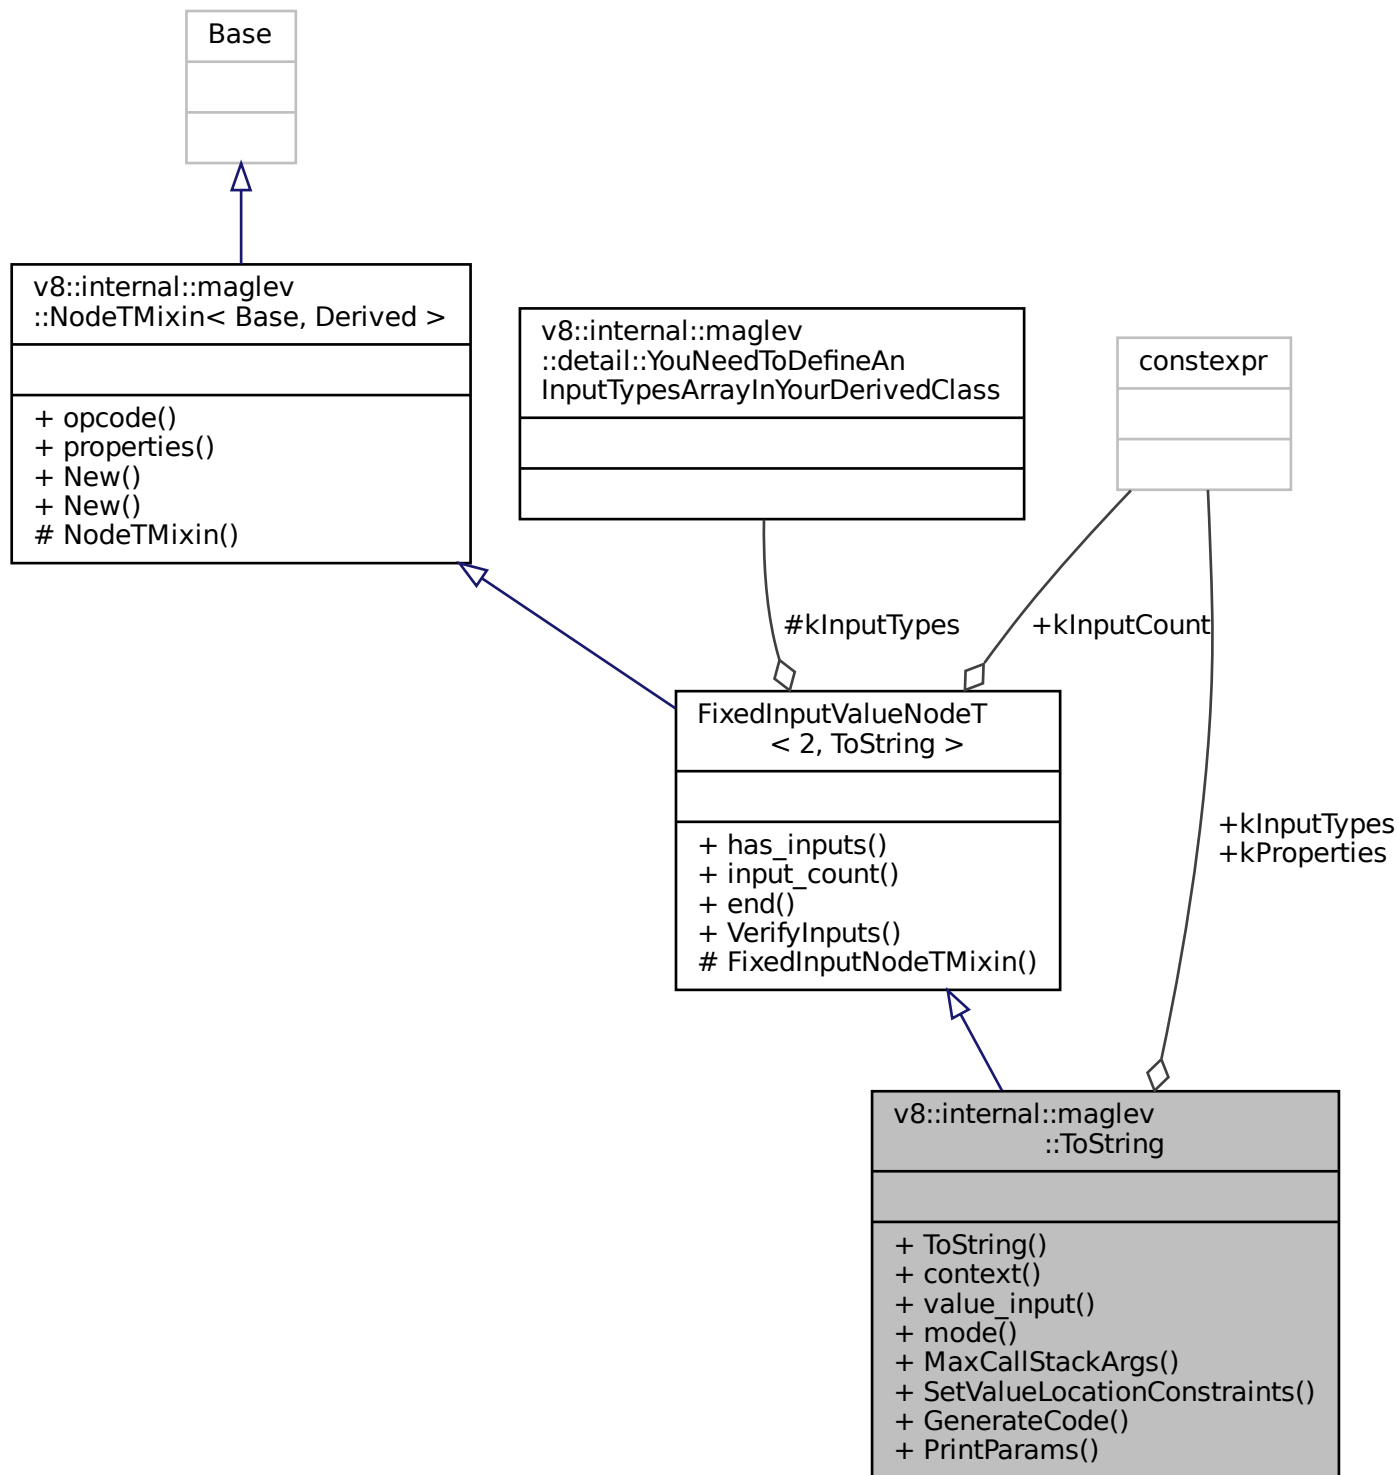 Base
v8::internal::maglev
::NodeTMixin< Base, Derived >
+ opcode()
+ properties()
+ New()
+ New()
# NodeTMixin()
v8::internal::maglev
::detail::YouNeedToDefineAn
InputTypesArrayInYourDerivedClass
constexpr
#kInputTypes
+kInputCount
FixedInputValueNodeT
< 2, ToString >
+ has_inputs()
+ input_count()
+ end()
+ VerifyInputs()
# FixedInputNodeTMixin()
+kInputTypes
+kProperties
v8::internal::maglev
::ToString
+ ToString()
+ context()
+ value_input()
+ mode()
+ MaxCallStackArgs()
+ SetValueLocationConstraints()
+ GenerateCode()
+ PrintParams()